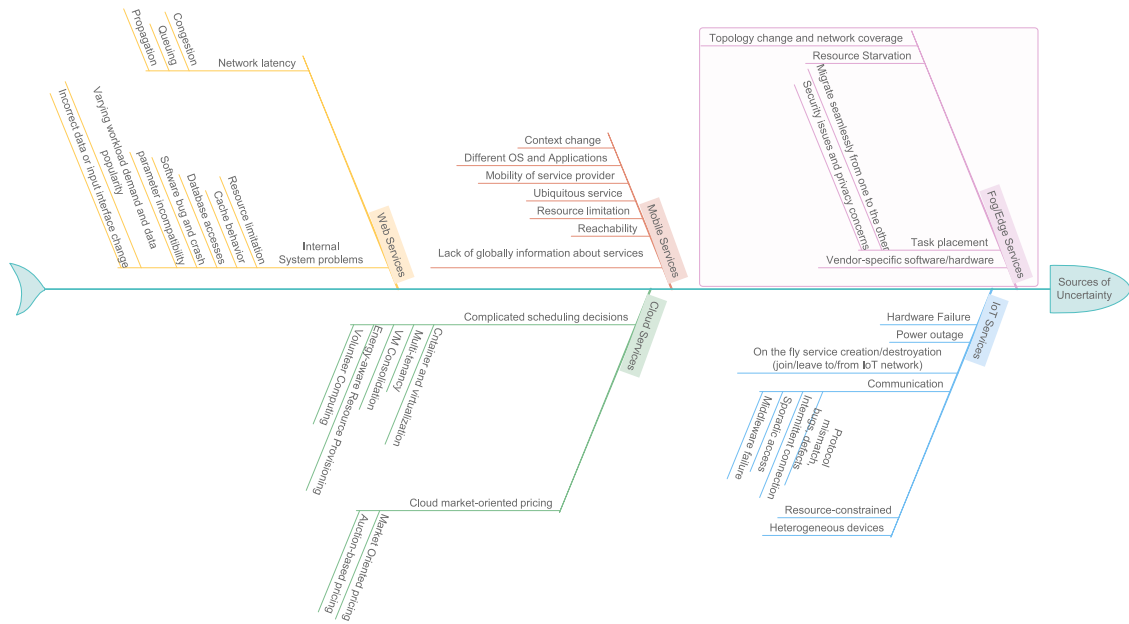 Congestion
Queuing
Propagation
Network latency
Resource limitation
Cache behavior
Database accesses
Software bug and crash
parameter incompatibility
Varying workload demand and data
popularity
Incorrect data or input interface change
Internal
System problems
Web Services
Context change
Different OS and Applications
Mobility of service provider
Ubiquitous service
Resource limitation
Reachability
Lack of globally information about services
Mobile Services
Topology change and network coverage
Resource Starvation
Migrate seamlessly from one to the other
Security issues and privacy concerns
Task placement
Vendor-specific software/hardware
Fog/Edge Services
Sources of
Uncertainty
Cloud Services
Complicated scheduling decisions
Cntainer and virtualization
Multi-tenancy
VM Consolidation
Energy-aware Resource Provisioning
Volunteer Computing
Cloud market-oriented pricing
Market Oriented pricing
Auction-based pricing
IoT Services
Hardware Failure
Power outage
On the fly service creation/destroyation
(join/leave to/from IoT network)
Communication
Protocol
mismatch,
bugs, defects
Intermittent connection
Sporadic access
Middleware failure
Resource-constrained
Heterogeneous devices